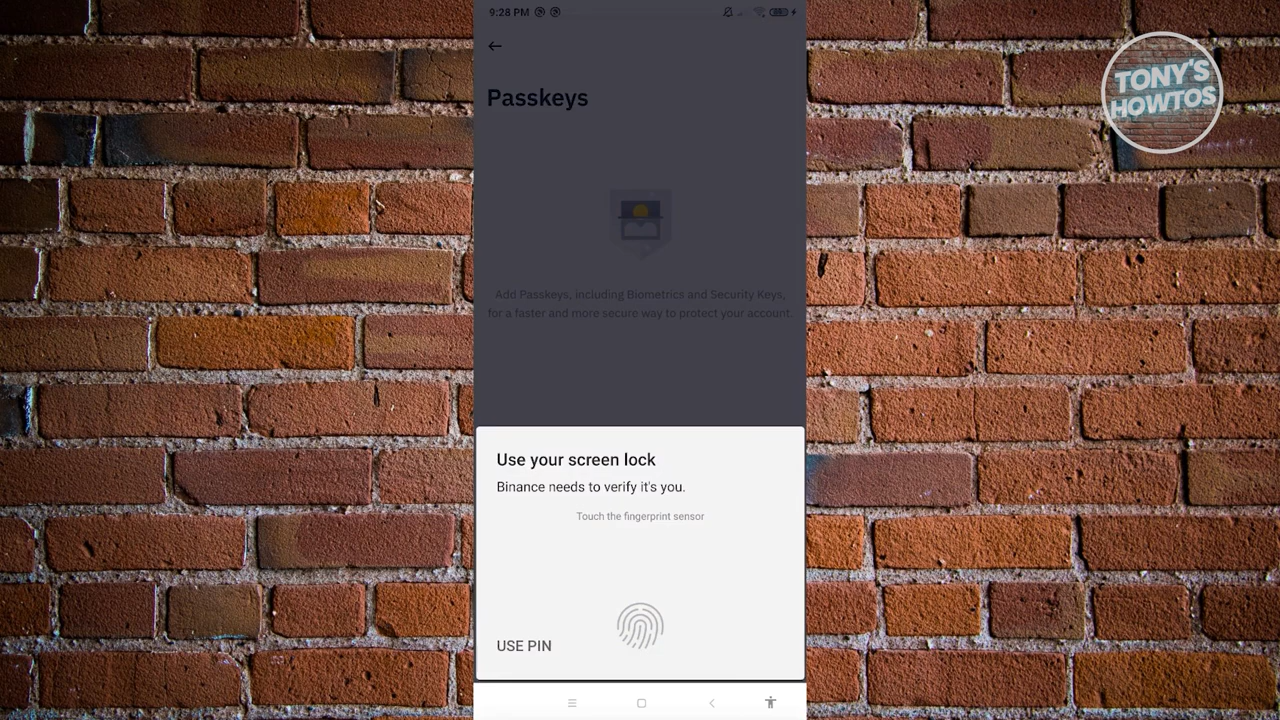 9:28 PM
TONY'S
HOWTOS
Passkeys
Add Passkeys, including Biometrics and Security Keys,
for a faster and more secure way to protect your account.
Use your screen lock
Binance needs to verify it's you.
Touch the fingerprint sensor
USE PIN